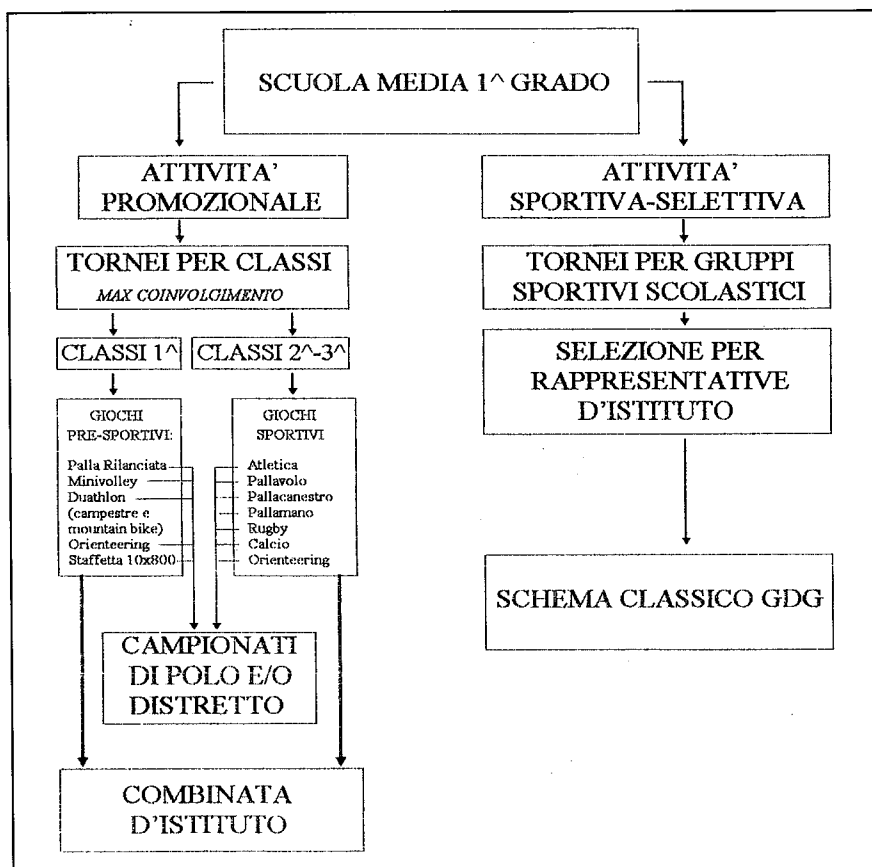 SCUOLA MEDIA 1^ GRADO
ATTIVITA'
PROMOZIONALE
TORNEI PER CLASSI
MAX COINVOLGIMENTO
CLASSI 1^
CLASSI 2^-3^
GIOCHI
PRE-SPORTIVI:
Palla Rilanciata
Minivolley
Duathlon
(campestre e
mountain bike)
Orienteering
Staffetta 10x800
GIOCHI
SPORTIVI
Atletica
Pallavolo
Pallacanestro
Pallamano
Rugby
Calcio
Orienteering
CAMPIONATI
DI POLO E/O
DISTRETTO
COMBINATA
D'ISTITUTO
ATTIVITA'
SPORTIVA-SELETTIVA
TORNEI PER GRUPPI
SPORTIVI SCOLASTICI
SELEZIONE PER
RAPPRESENTATIVE
D'ISTITUTO
SCHEMA CLASSICO GDG